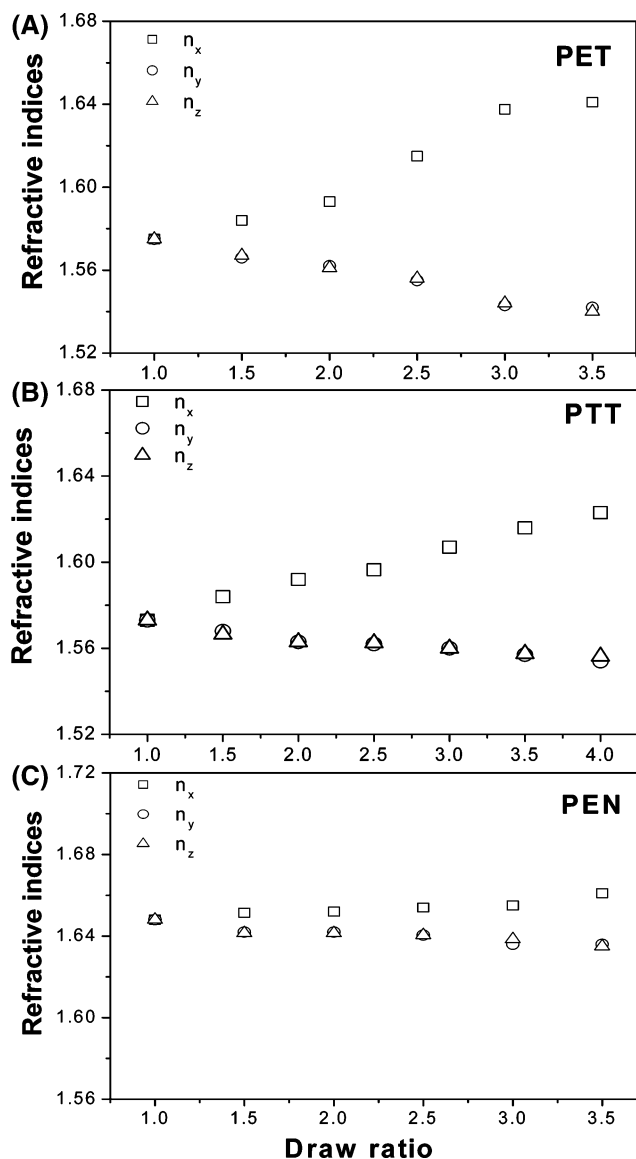 (A)
1.68
1.64
1.60
1.56
1.52
Refractive indices
n_x
n_y
n_z
PET
1.0 1.5 2.0 2.5 3.0 3.5
(B)
1.68
1.64
1.60
1.56
1.52
Refractive indices
n_x
n_y
n_z
PTT
1.0 1.5 2.0 2.5 3.0 3.5 4.0
(C)
1.72
1.68
1.64
1.60
1.56
Refractive indices
n_x
n_y
n_z
PEN
1.0 1.5 2.0 2.5 3.0 3.5
Draw ratio